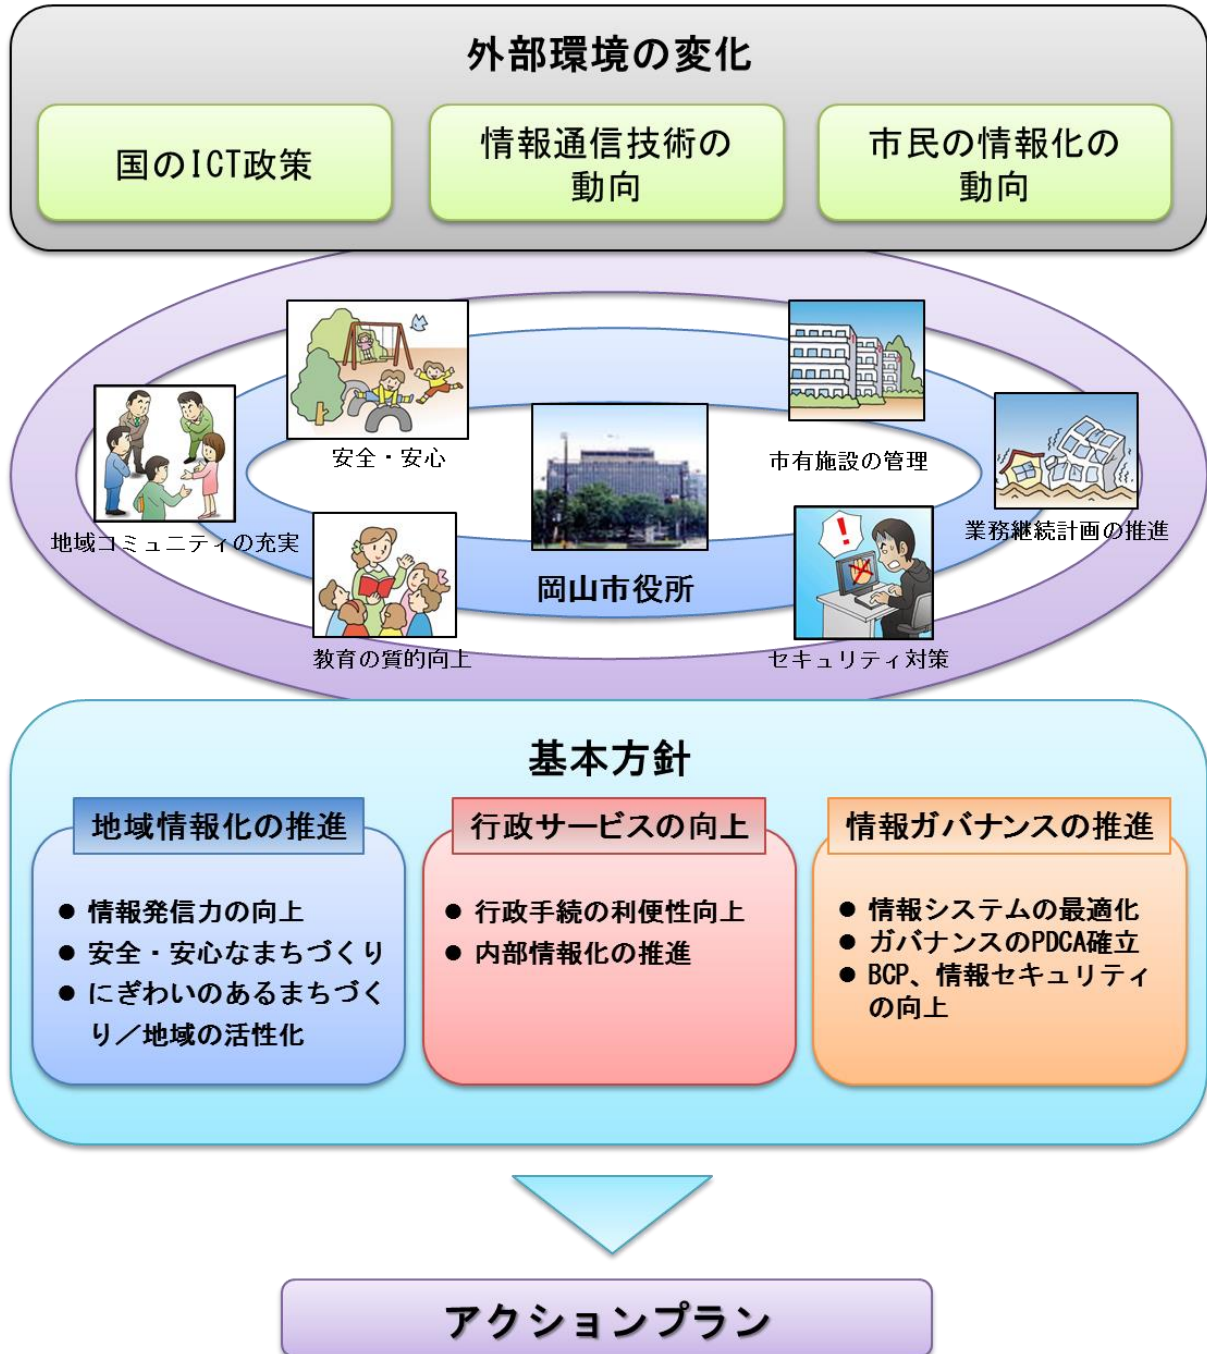 外部環境の変化
国のICT政策
情報通信技術の
動向
市民の情報化の
動向
安全・安心
市有施設の管理
地域コミュニティの充実
業務継続計画の推進
岡山市役所
教育の質的向上
!
セキュリティ対策
基本方針
地域情報化の推進
● 情報発信力の向上
● 安全・安心なまちづくり
● にぎわいのあるまちづく
り／地域の活性化
行政サービスの向上
● 行政手続の利便性向上
● 内部情報化の推進
情報ガバナンスの推進
● 情報システムの最適化
● ガバナンスのPDCA確立
● BCP、情報セキュリティ
の向上
アクションプラン